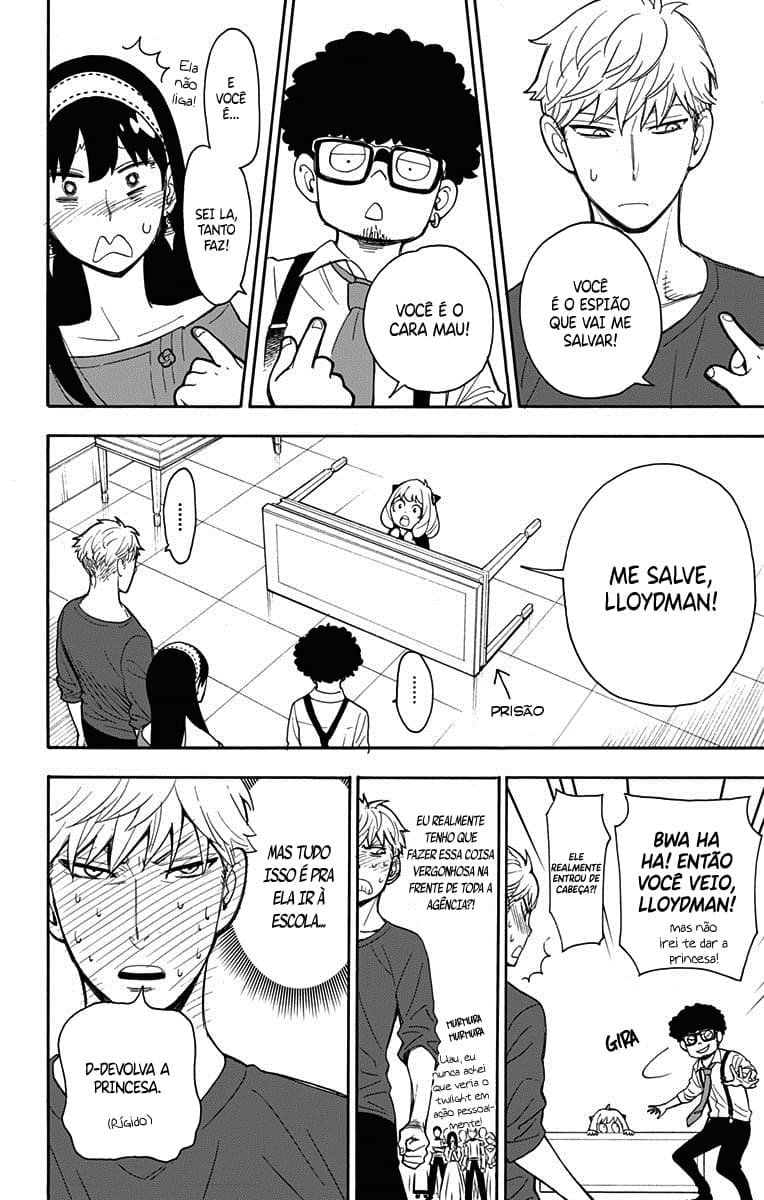 VOCÊ
É O ESPIÃO
QUE VAI ME
SALVAR!
VOCÊ É O
CARA MAU!
E
VOCÊ
É...
SEI LA,
TANTO
FAZ!
Ela
não
liga!
ME SALVE,
LLOYDMAN!
........
........
PRISÃO
BWA HA
HA! ENTÃO
VOCÊ VEIO,
LLOYDMAN!
Mas não
irei te dar a
princesa!
ELE
REALMENTE
ENTROU DE
CABEÇA?!
GIRA
EU REALMENTE
TENHO QUE
FAZER ESSA COISA
VERGONHOSA NA
FRENTE DE TODA A
AGÊNCIA?!
MURMURA
MURMURA
Uau, eu
nunca achei
que veria o
twilight em
ação pessoal-
mente!
MAS TUDO
ISSO É PRA
ELA IR À
ESCOLA...
D-DEVOLVA A
PRINCESA.
(Rígido)